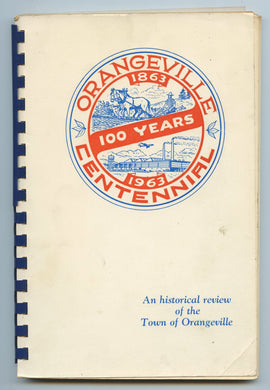 ORANGEVILLE
1863
100 YEARS
1963
CENTENNIAL
An historical review
of the
Town of Orangeville